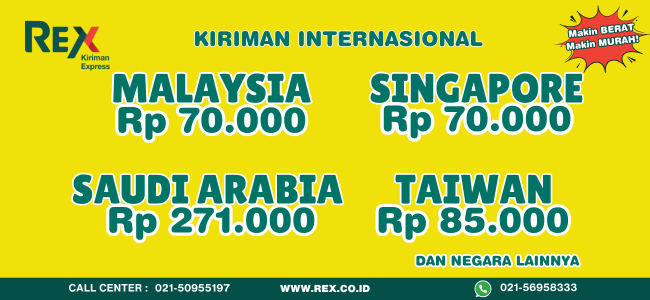 REX
Kiriman
Express
KIRIMAN INTERNASIONAL
Makin BERAT
Makin MURAH!
MALAYSIA
Rp 70.000
SINGAPORE
Rp 70.000
SAUDI ARABIA
Rp 271.000
TAIWAN
Rp 85.000
DAN NEGARA LAINNYA
CALL CENTER : 021-50955197
WWW.REX.CO.ID
021-56958333